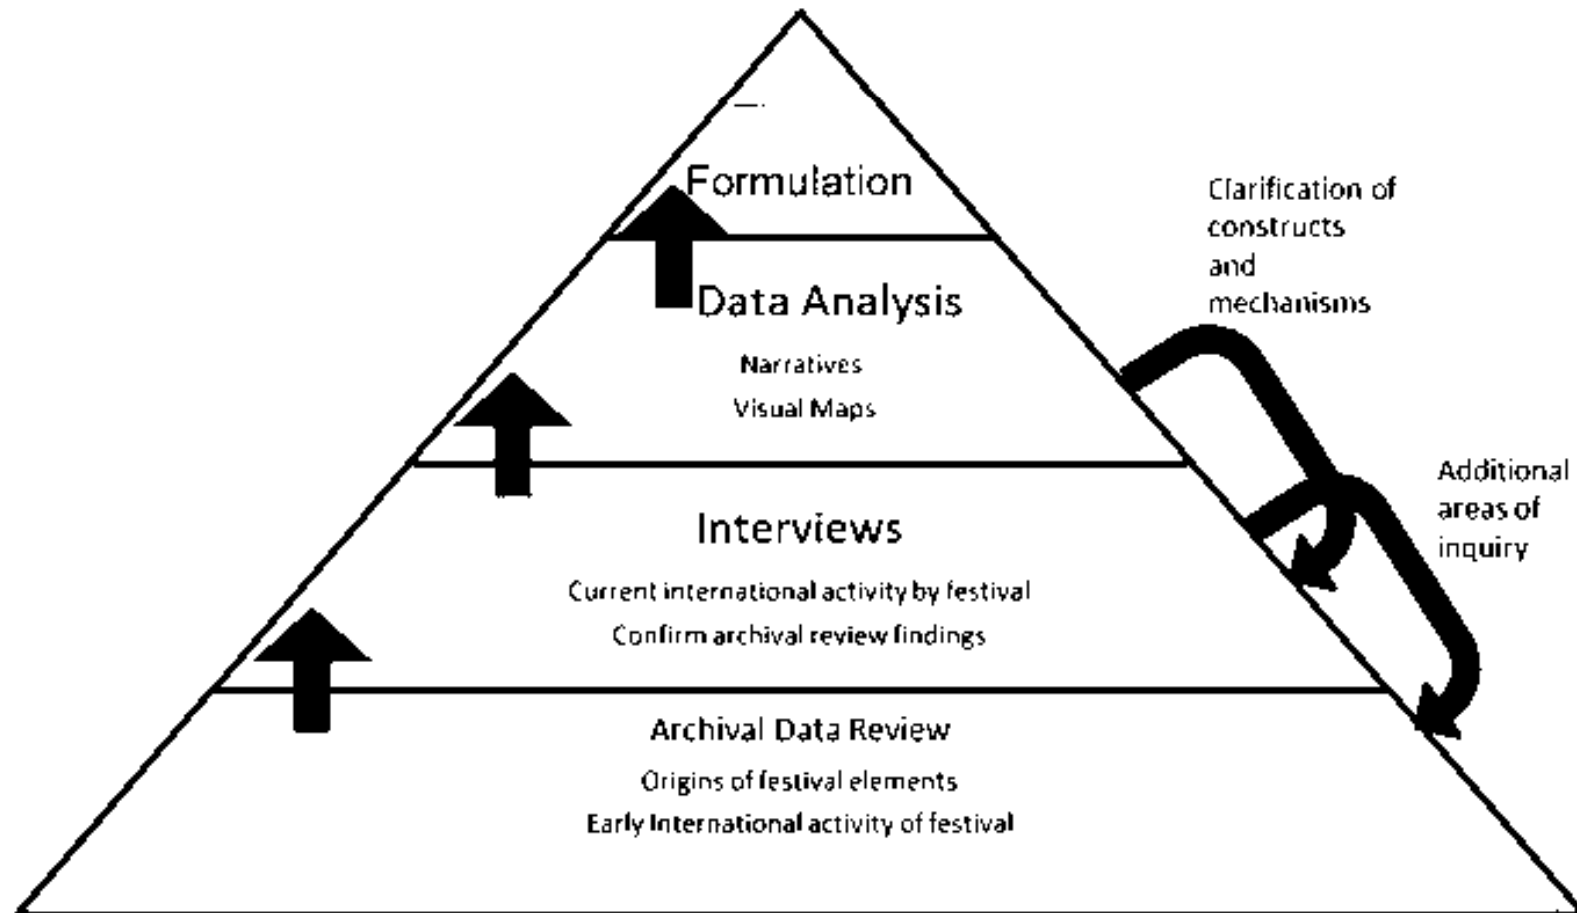 Formulation
Clarification of
constructs
and
mechanisms
Data Analysis
Narratives
Visual Maps
Additional
areas of
inquiry
Interviews
Current international activity by festival
Confirm archival review findings
Archival Data Review
Origins of festival elements
Early International activity of festival